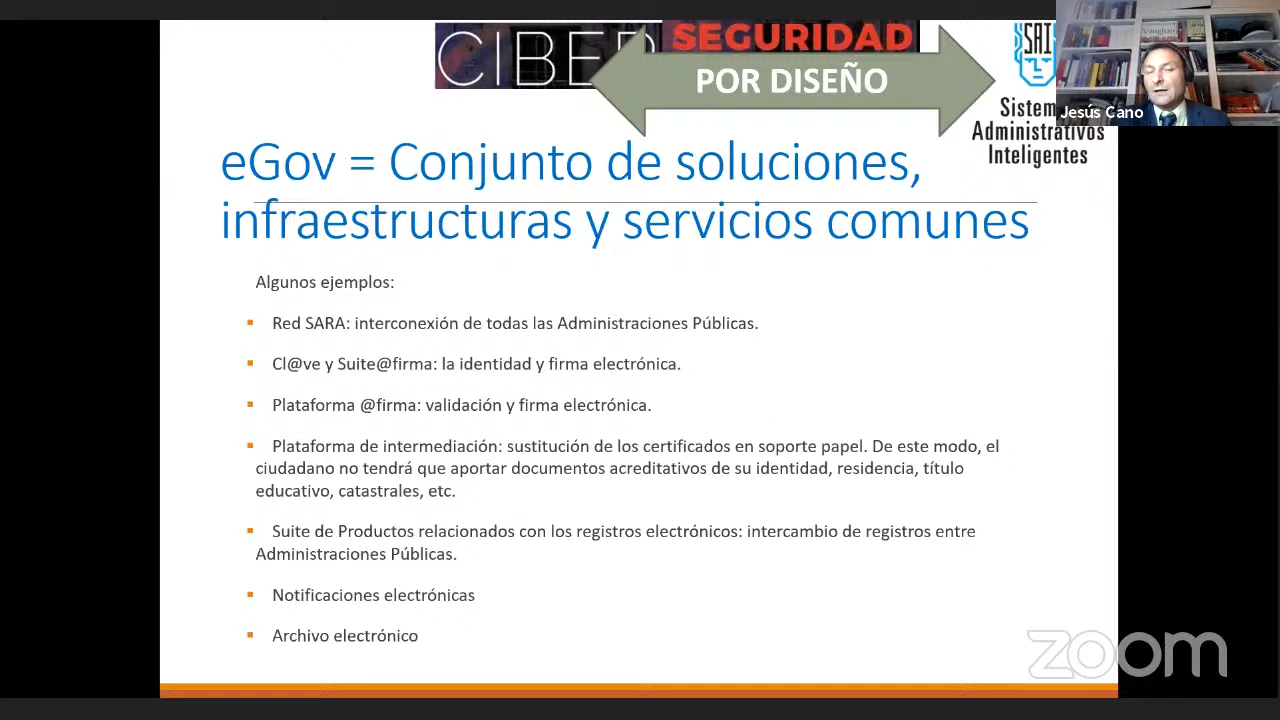 CIBER
SEGURIDAD
POR DISEÑO
SAI
Sistem
Administrativos
Inteligentes
Jesús Cano
eGov = Conjunto de soluciones,
infraestructuras y servicios comunes
Algunos ejemplos:
Red SARA: interconexión de todas las Administraciones Públicas.
Cl@ve y Suite@firma: la identidad y firma electrónica.
Plataforma @firma: validación y firma electrónica.
Plataforma de intermediación: sustitución de los certificados en soporte papel. De este modo, el
ciudadano no tendrá que aportar documentos acreditativos de su identidad, residencia, título
educativo, catastrales, etc.
Suite de Productos relacionados con los registros electrónicos: intercambio de registros entre
Administraciones Públicas.
Notificaciones electrónicas
Archivo electrónico
zoom